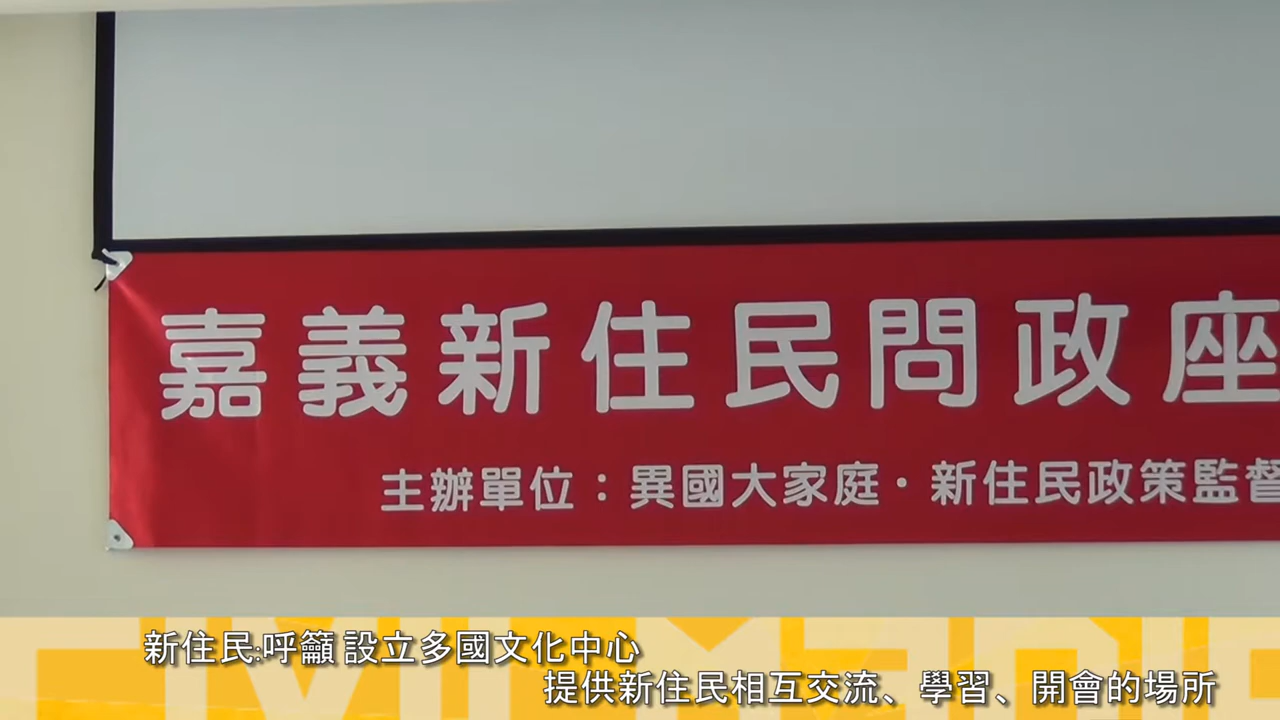 嘉義新住民問政座
主辦單位：異國大家庭·新住民政策監督
新住民:呼籲 設立多國文化中心
提供新住民相互交流、學習、開會的場所